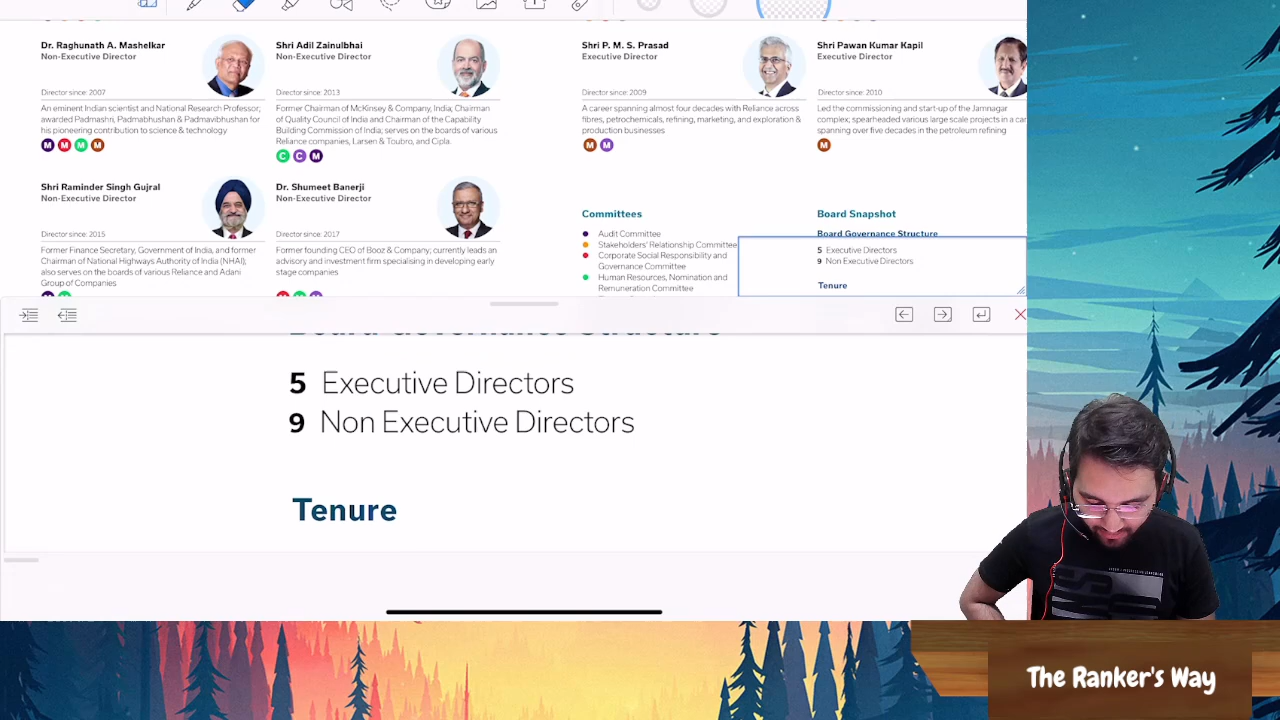 Dr. Raghunath A. Mashelkar
Non-Executive Director
Director since: 2007
An eminent Indian scientist and National Research Professor;
awarded Padmashri, Padmabhushan & Padmavibhushan for
his pioneering contribution to science & technology
M M M M
Shri Adil Zainulbhai
Non-Executive Director
Director since: 2013
Former Chairman of McKinsey & Company, India; Chairman
of Quality Council of India and Chairman of the Capability
Building Commission of India; serves on the boards of various
Reliance companies, Larsen & Toubro, and Cipla.
C C M
Shri P. M. S. Prasad
Executive Director
Director since: 2009
A career spanning almost four decades with Reliance across
fibres, petrochemicals, refining, marketing, and exploration &
production businesses
M M
Shri Pawan Kumar Kapil
Executive Director
Director since: 2010
Led the commissioning and start-up of the Jamnagar
complex; spearheaded various large scale projects in a car
spanning over five decades in the petroleum refining
M
Shri Raminder Singh Gujral
Non-Executive Director
Director since: 2015
Former Finance Secretary, Government of India, and former
Chairman of National Highways Authority of India (NHAI);
also serves on the boards of various Reliance and Adani
Group of Companies
Dr. Shumeet Banerji
Non-Executive Director
Director since: 2017
Former founding CEO of Booz & Company; currently leads an
advisory and investment firm specialising in developing early
stage companies
Committees
Audit Committee
Stakeholders' Relationship Committee
Corporate Social Responsibility and
Governance Committee
Human Resources, Nomination and
Remuneration Committee
Board Snapshot
Board Governance Structure
5 Executive Directors
9 Non Executive Directors
Tenure
Board Governance Structure
5 Executive Directors
9 Non Executive Directors
Tenure
The Ranker's Way